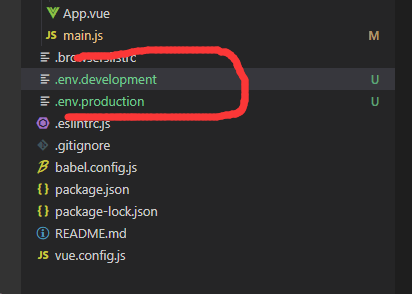 App.vue
JS main.js M
.browserslistrc
.env.development U
.env.production U
.eslintrc.js
.gitignore
babel.config.js
{ } package.json
{ } package-lock.json
README.md
JS vue.config.js